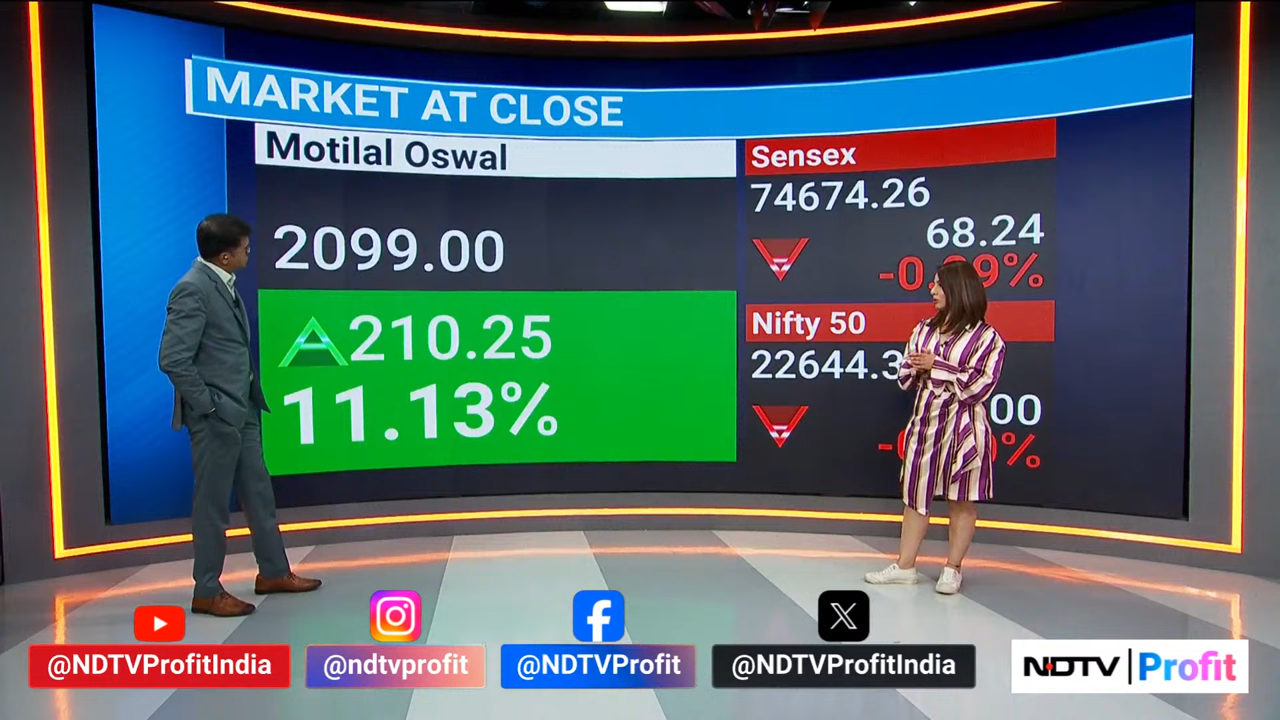 MARKET AT CLOSE
Motilal Oswal
2099.00
210.25
11.13%
Sensex
74674.26
68.24
Nifty 50
@NDTVProfitIndia
@ndtvprofit
@NDTVProfit
@NDTVProfitIndia
NDTV | Profit